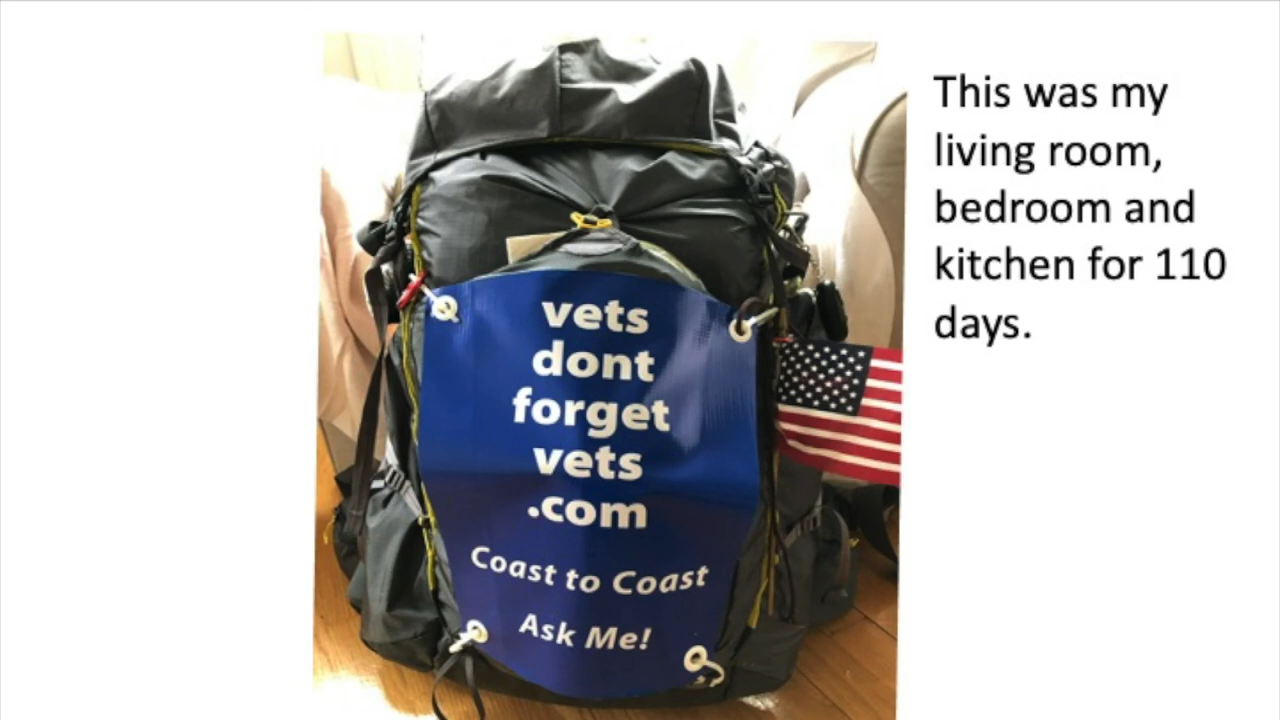 vets
dont
forget
vets
.com
Coast to Coast
Ask Me!
This was my
living room,
bedroom and
kitchen for 110
days.